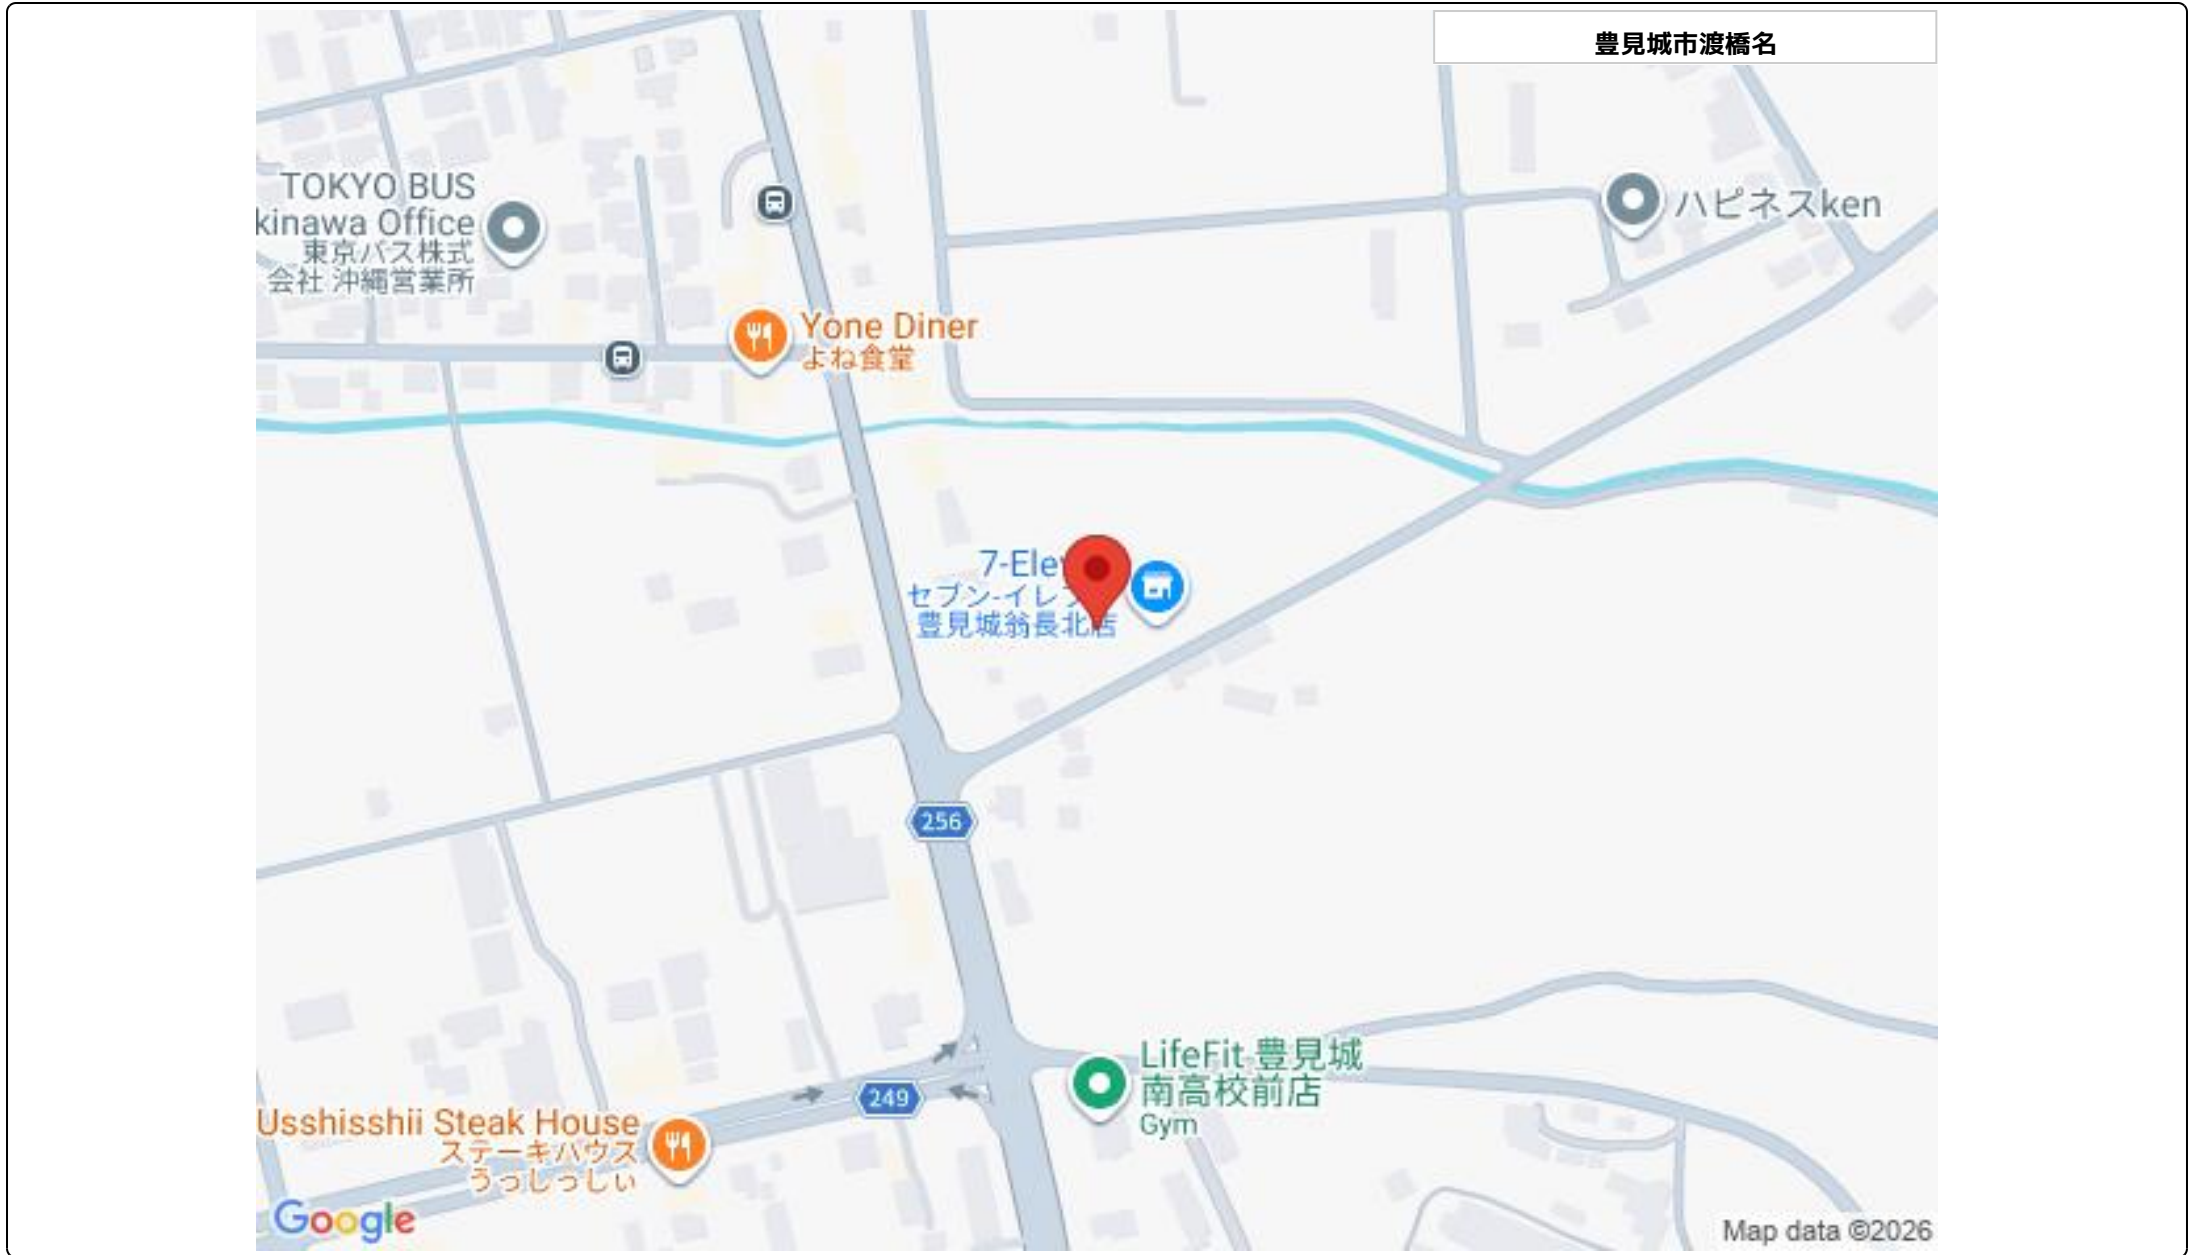 豊見城市渡橋名
TOKYO BUS
kinawa Office
東京バス株式
会社 沖縄営業所
ハピネスken
Yone Diner
よね食堂
7-Ele
セブン-イレブ
豊見城翁長北店
256
LifeFit 豊見城
南高校前店
Gym
249
Usshisshii Steak House
ステーキハウス
うっしっしぃ
Google
Map data ©2026